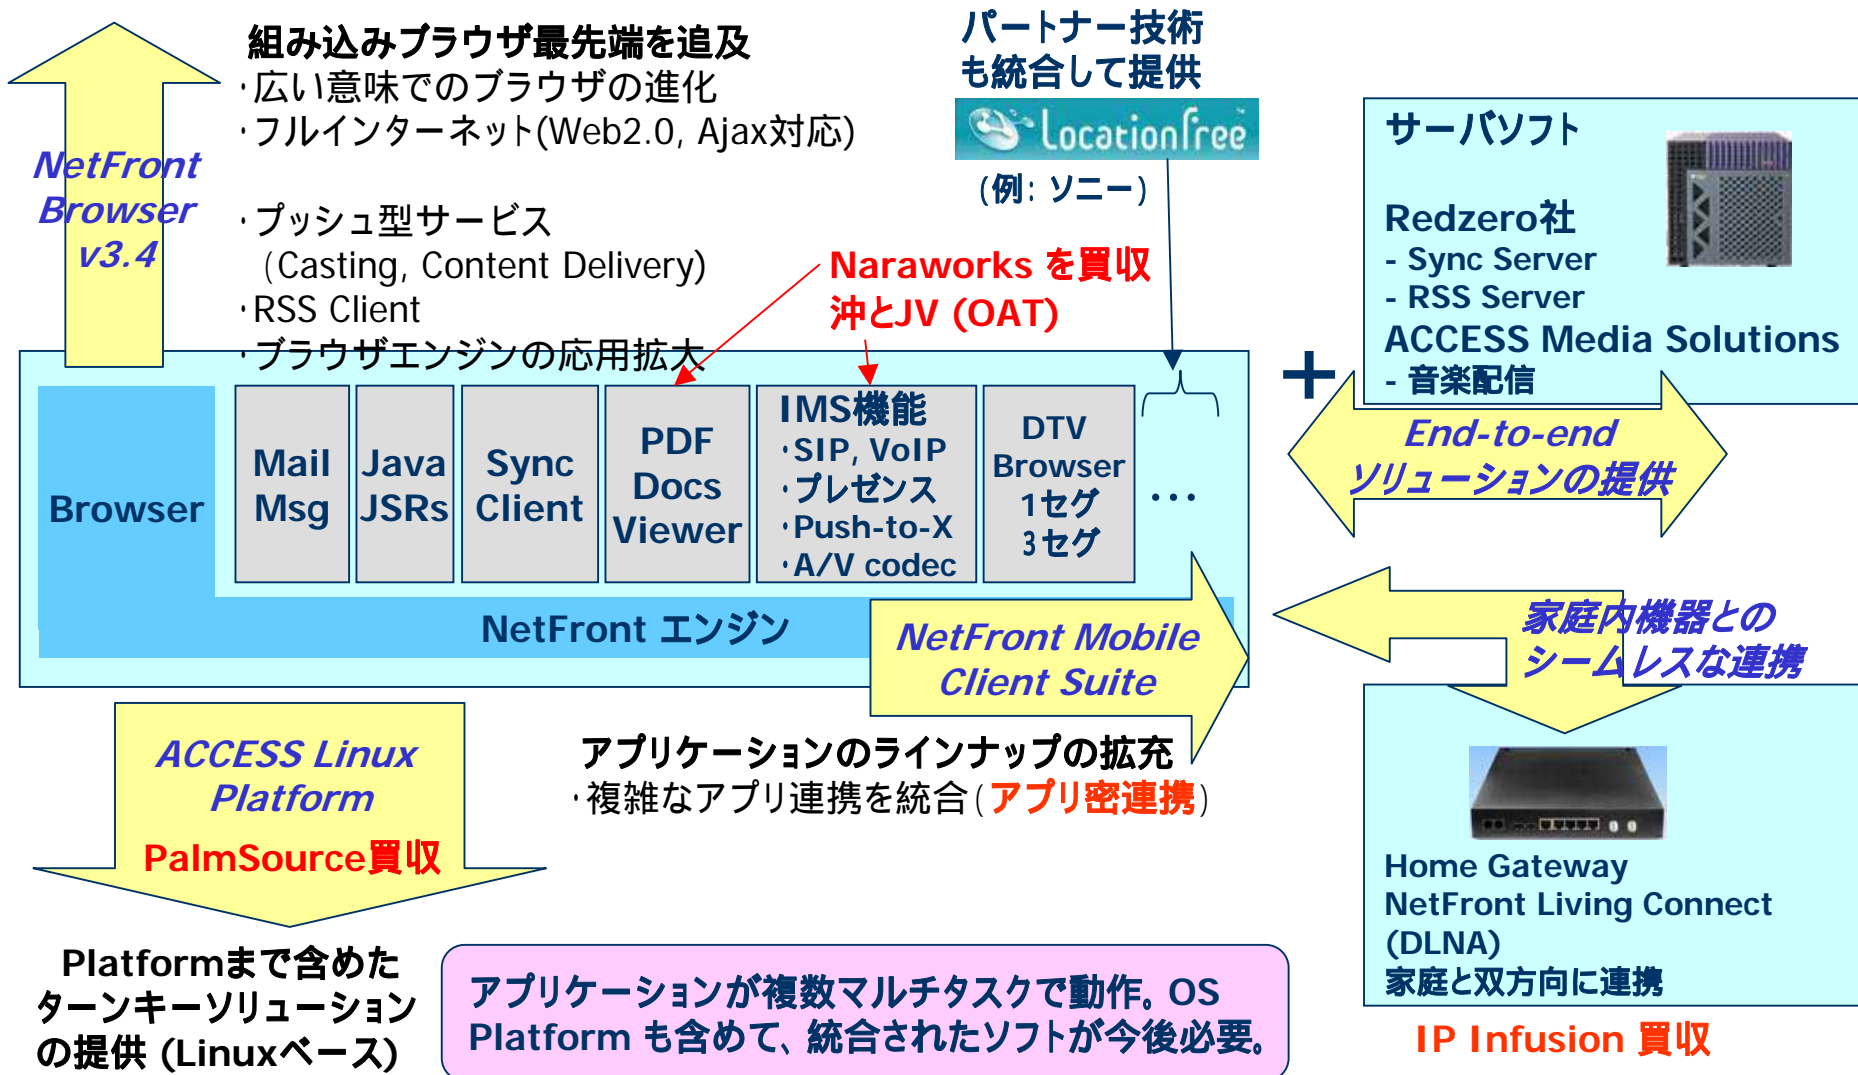 組み込みブラウザ最先端を追及
・広い意味でのブラウザの進化
・フルインターネット(Web2.0, Ajax対応)
・プッシュ型サービス
(Casting, Content Delivery)
・RSS Client
・ブラウザエンジンの応用拡大
NetFront
Browser
v3.4
パートナー技術
も統合して提供
LocationFree
(例: ソニー)
Naraworks を買収
沖とJV (OAT)
サーバソフト
Redzero社
- Sync Server
- RSS Server
ACCESS Media Solutions
- 音楽配信
+
End-to-end
ソリューションの提供
Browser
Mail
Msg
Java
JSRs
Sync
Client
PDF
Docs
Viewer
IMS機能
・SIP, VoIP
・プレゼンス
・Push-to-X
・A/V codec
DTV
Browser
1セグ
3セグ
...
NetFront エンジン
NetFront Mobile
Client Suite
家庭内機器との
シームレスな連携
ACCESS Linux
Platform
PalmSource買収
アプリケーションのラインナップの拡充
・複雑なアプリ連携を統合(アプリ密連携)
Home Gateway
NetFront Living Connect
(DLNA)
家庭と双方向に連携
IP Infusion 買収
Platformまで含めた
ターンキーソリューション
の提供 (Linuxベース)
アプリケーションが複数マルチタスクで動作。OS
Platform も含めて、統合されたソフトが今後必要。